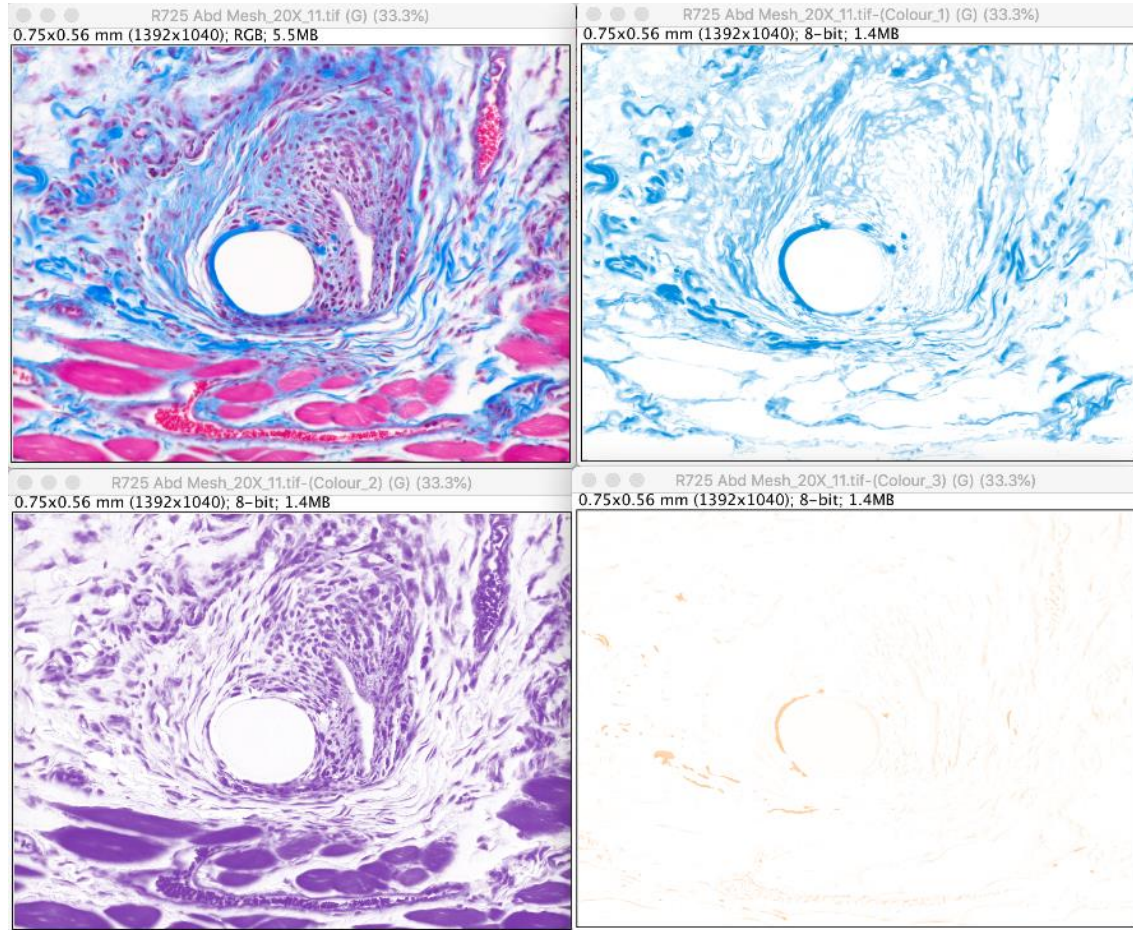 R725 Abd Mesh_20X_11.tif (G) (33.3%)
0.75x0.56 mm (1392x1040); RGB; 5.5MB
R725 Abd Mesh_20X_11.tif-(Colour_1) (G) (33.3%)
0.75x0.56 mm (1392x1040); 8-bit; 1.4MB
R725 Abd Mesh_20X_11.tif-(Colour_2) (G) (33.3%)
0.75x0.56 mm (1392x1040); 8-bit; 1.4MB
R725 Abd Mesh_20X_11.tif-(Colour_3) (G) (33.3%)
0.75x0.56 mm (1392x1040); 8-bit; 1.4MB